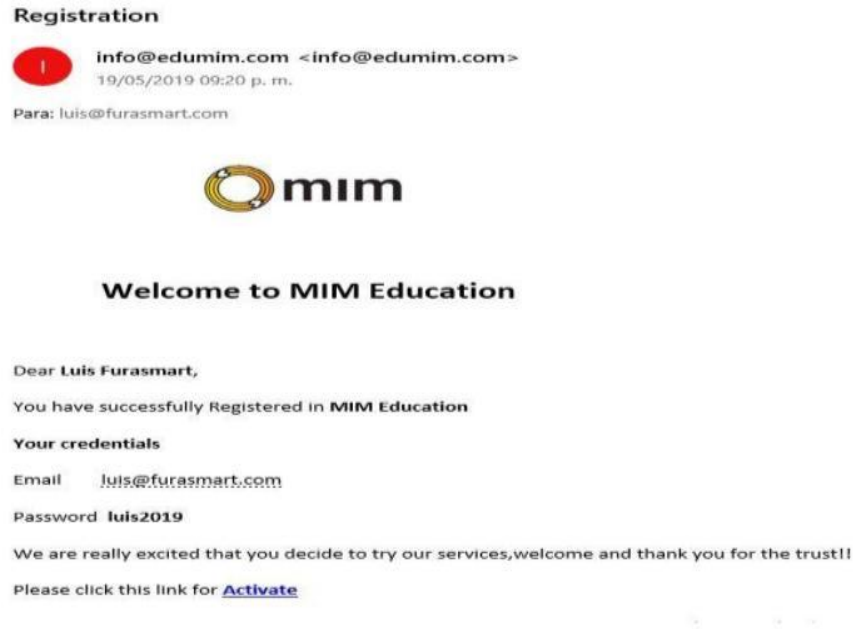 Registration
I
info@edumim.com <info@edumim.com>
19/05/2019 09:20 p. m.
Para: luis@furasmart.com
mim
Welcome to MIM Education
Dear Luis Furasmart,
You have successfully Registered in MIM Education
Your credentials
Email luis@furasmart.com
Password luis2019
We are really excited that you decide to try our services,welcome and thank you for the trust!!
Please click this link for Activate